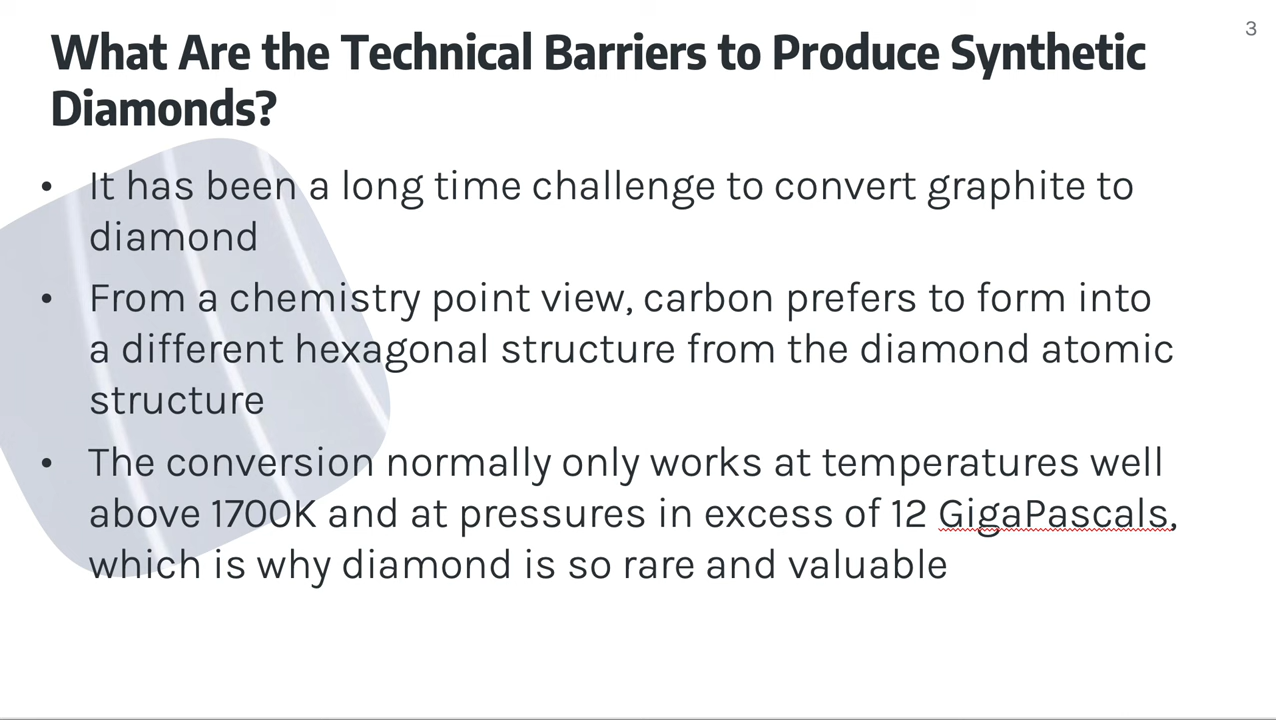 3
What Are the Technical Barriers to Produce Synthetic
Diamonds?
• It has been a long time challenge to convert graphite to
diamond
• From a chemistry point view, carbon prefers to form into
a different hexagonal structure from the diamond atomic
structure
• The conversion normally only works at temperatures well
above 1700K and at pressures in excess of 12 GigaPascals,
which is why diamond is so rare and valuable